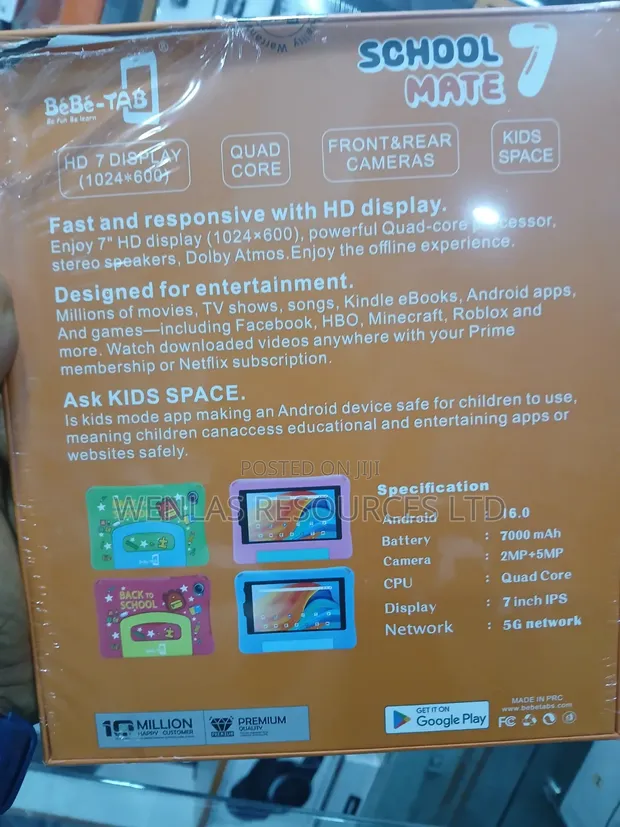 BéBé-TAB
Be Fun Be learn
SCHOOL
MATE 7
HD 7 DISPLAY
(1024*600)
QUAD
CORE
FRONT&REAR
CAMERAS
KIDS
SPACE
Fast and responsive with HD display.
Enjoy 7" HD display (1024×600), powerful Quad-core processor,
stereo speakers, Dolby Atmos.Enjoy the offline experience.
Designed for entertainment.
Millions of movies, TV shows, songs, Kindle eBooks, Android apps,
And games—including Facebook, HBO, Minecraft, Roblox and
more. Watch downloaded videos anywhere with your Prime
membership or Netflix subscription.
Ask KIDS SPACE.
Is kids mode app making an Android device safe for children to use,
meaning children canaccess educational and entertaining apps or
websites safely.
POSTED ON JIJI
WENLAS RESOURCES LTD
BACK TO
SCHOOL
Specification
Android : 16.0
Battery : 7000 mAh
Camera : 2MP+5MP
CPU : Quad Core
Display : 7 inch IPS
Network : 5G network
10 MILLION
HAPPY CUSTOMER
PREMIUM
PREMIUM
QUALITY
GET IT ON
Google Play
MADE IN PRC
www.bebetabs.com
FC